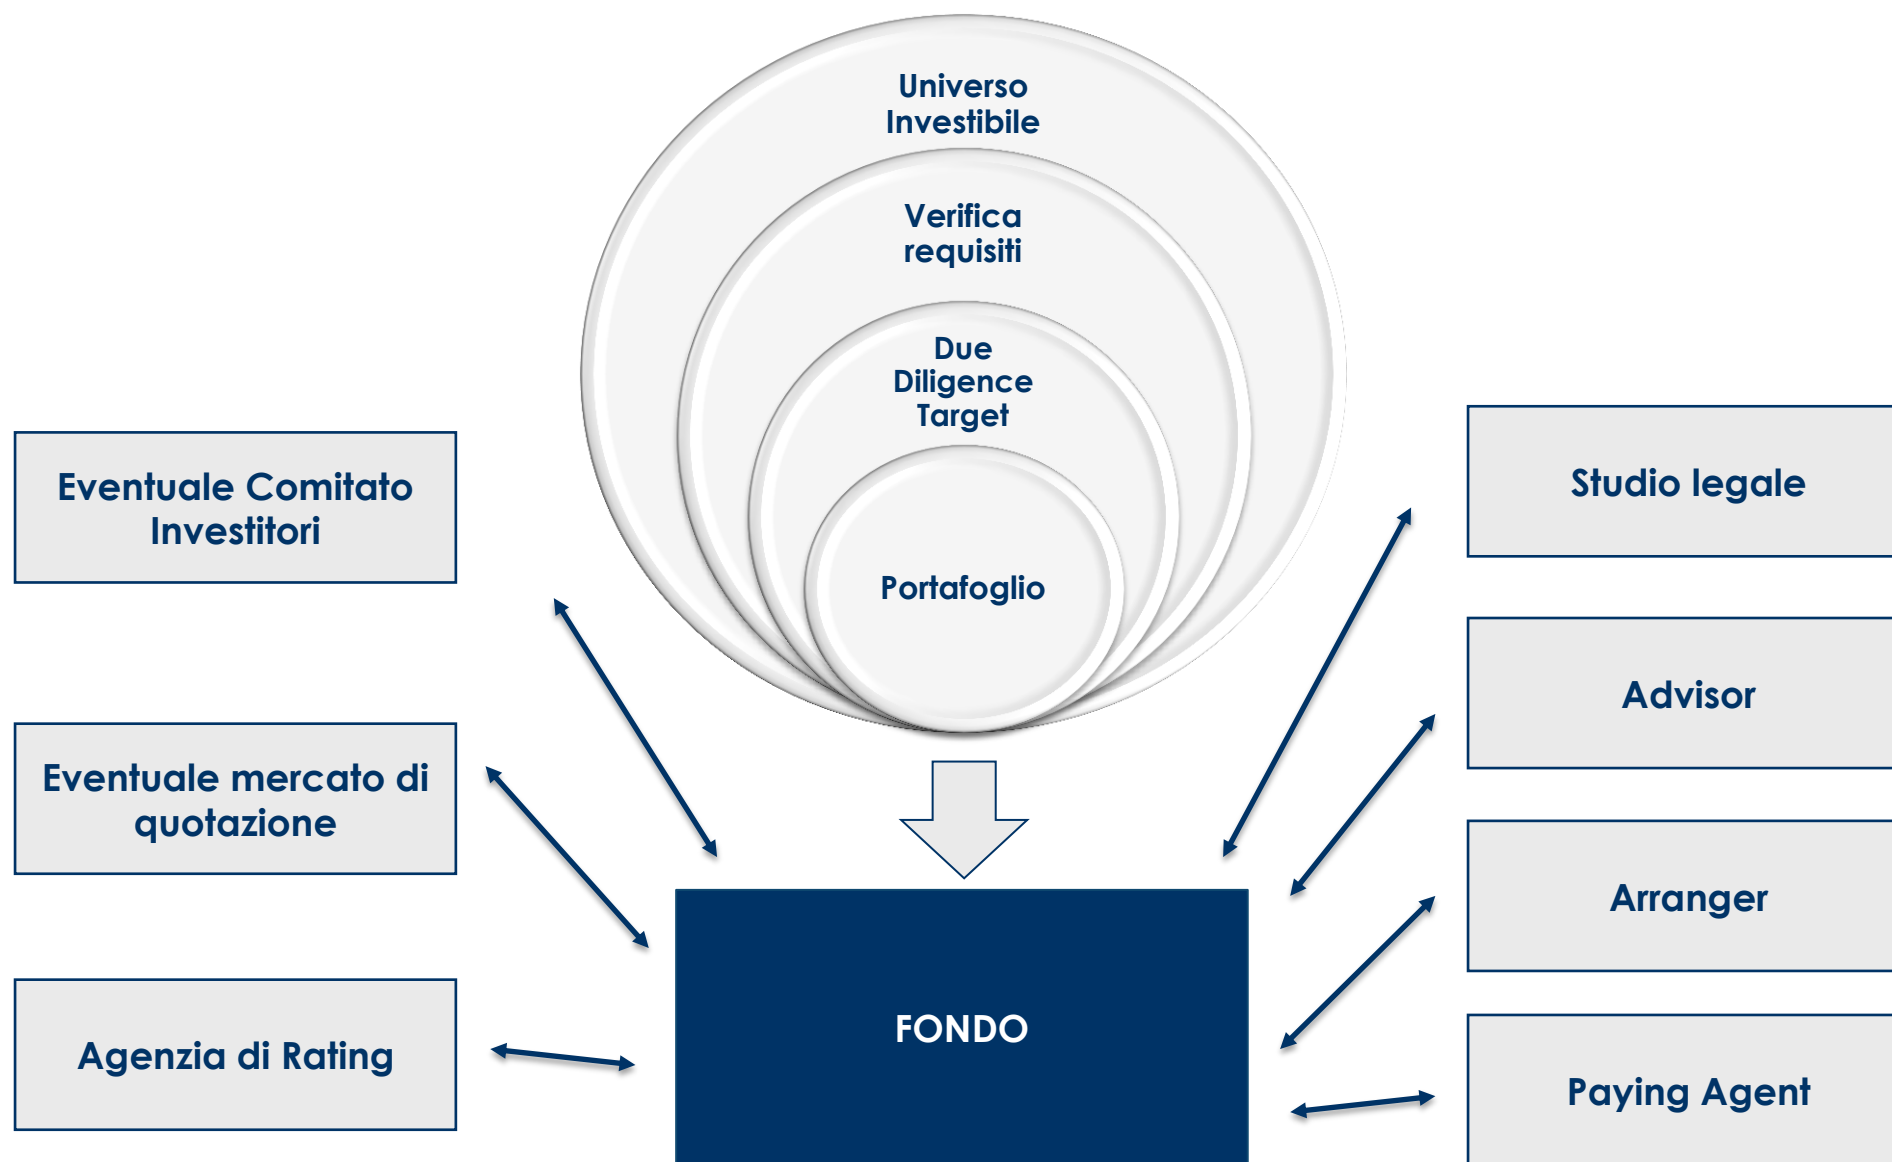 Universo
Investibile
Verifica
requisiti
Due
Diligence
Target
Portafoglio
Eventuale Comitato
Investitori
Eventuale mercato di
quotazione
Agenzia di Rating
FONDO
Studio legale
Advisor
Arranger
Paying Agent